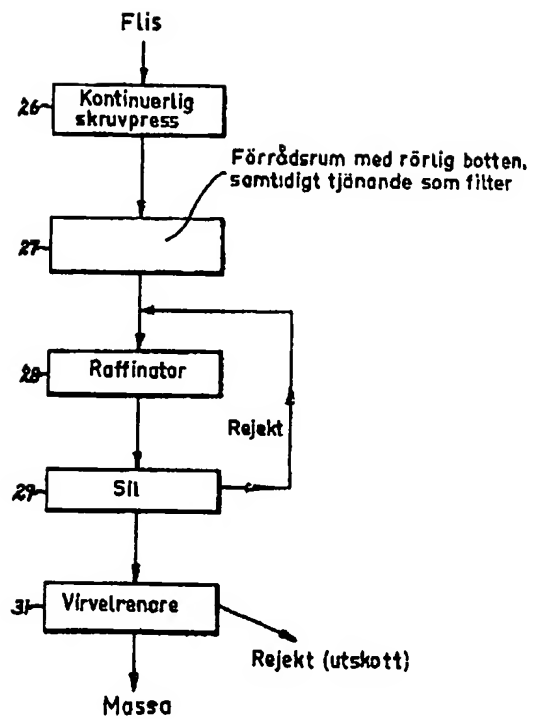 Flis
26
Kontinuerlig
skruvpress
Förrådsrum med rörlig botten,
samtidigt tjänande som filter
27
28
Raffinator
Rejekt
29
Sil
31
Virvelrenare
Rejekt (utskott)
Massa